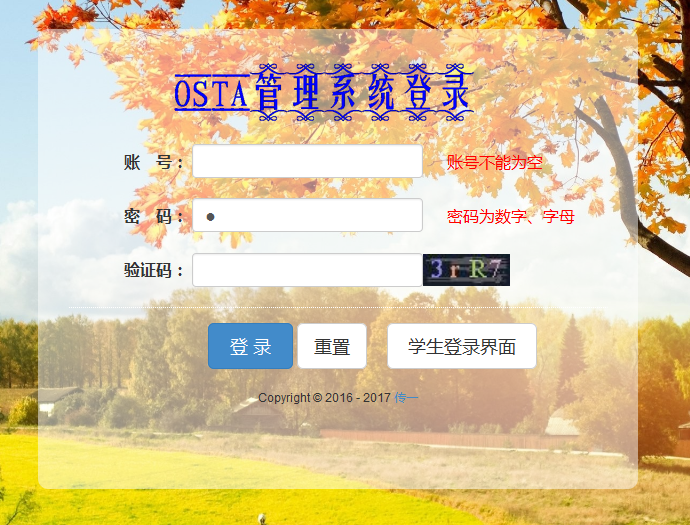 OSTA管理系统登录
账 号： 账号不能为空
密 码： ● 密码为数字、字母
验证码： 3rR7
登 录 重置 学生登录界面
Copyright © 2016 - 2017 传一